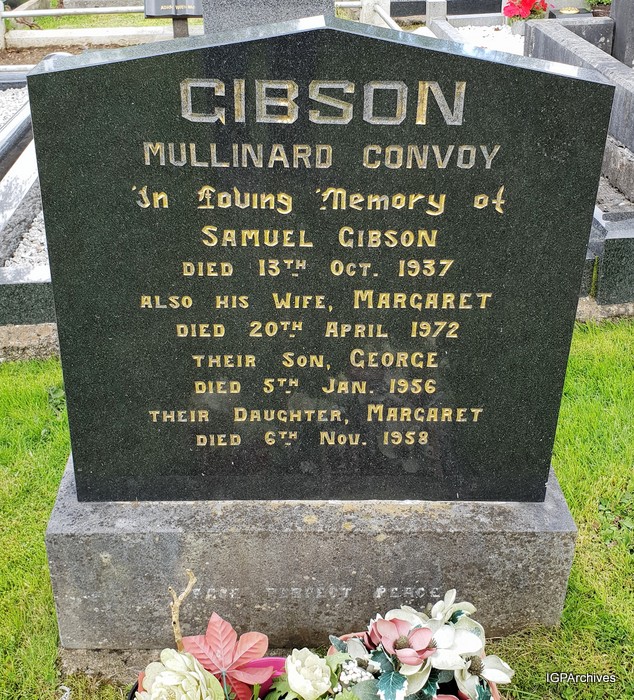 GIBSON
MULLINARD CONVOY
In Loving Memory of
SAMUEL GIBSON
DIED 13TH OCT. 1937
ALSO HIS WIFE, MARGARET
DIED 20TH APRIL 1972
THEIR SON, GEORGE
DIED 5TH JAN. 1956
THEIR DAUGHTER, MARGARET
DIED 6TH NOV. 1958
PEACE PERFECT PEACE
IGPArchives